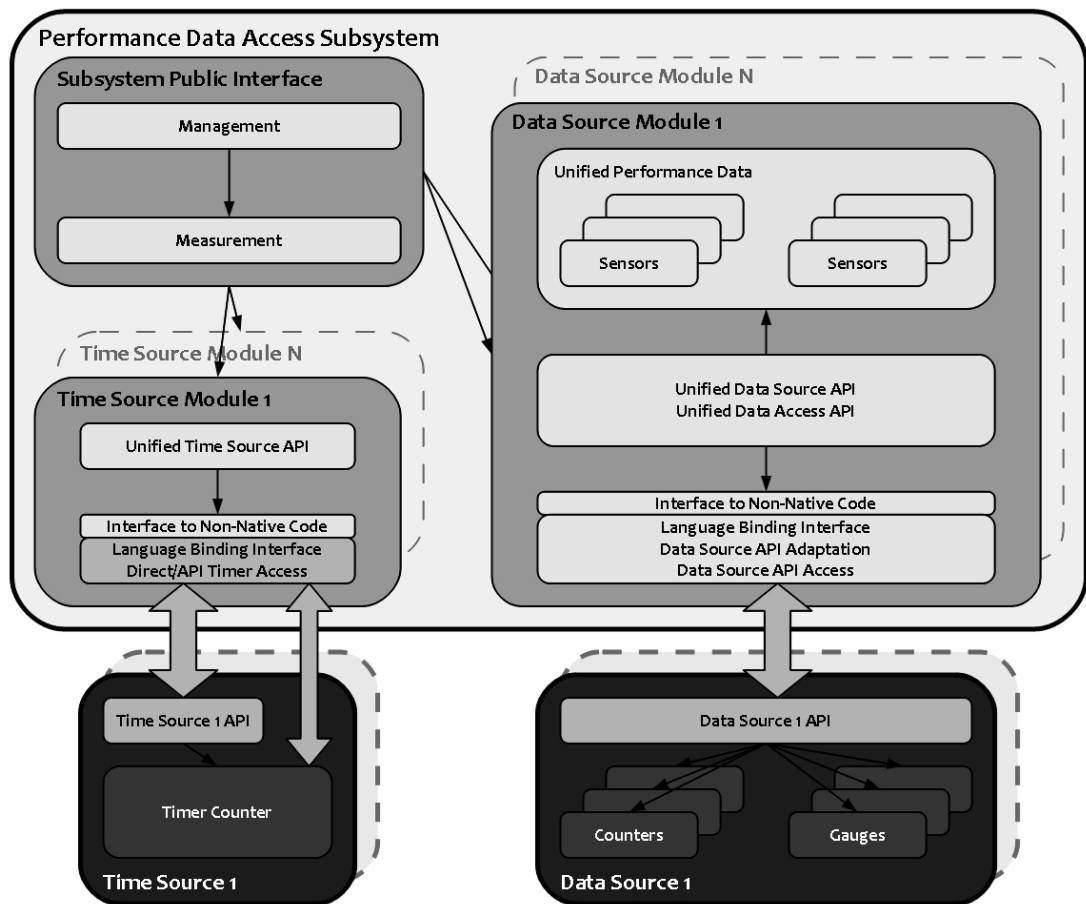 Performance Data Access Subsystem
Subsystem Public Interface
Management
Measurement
Time Source Module N
Time Source Module 1
Unified Time Source API
Interface to Non-Native Code
Language Binding Interface
Direct/API Timer Access
Data Source Module N
Data Source Module 1
Unified Performance Data
Sensors
Sensors
Unified Data Source API
Unified Data Access API
Interface to Non-Native Code
Language Binding Interface
Data Source API Adaptation
Data Source API Access
Time Source 1 API
Timer Counter
Time Source 1
Data Source 1 API
Counters
Gauges
Data Source 1